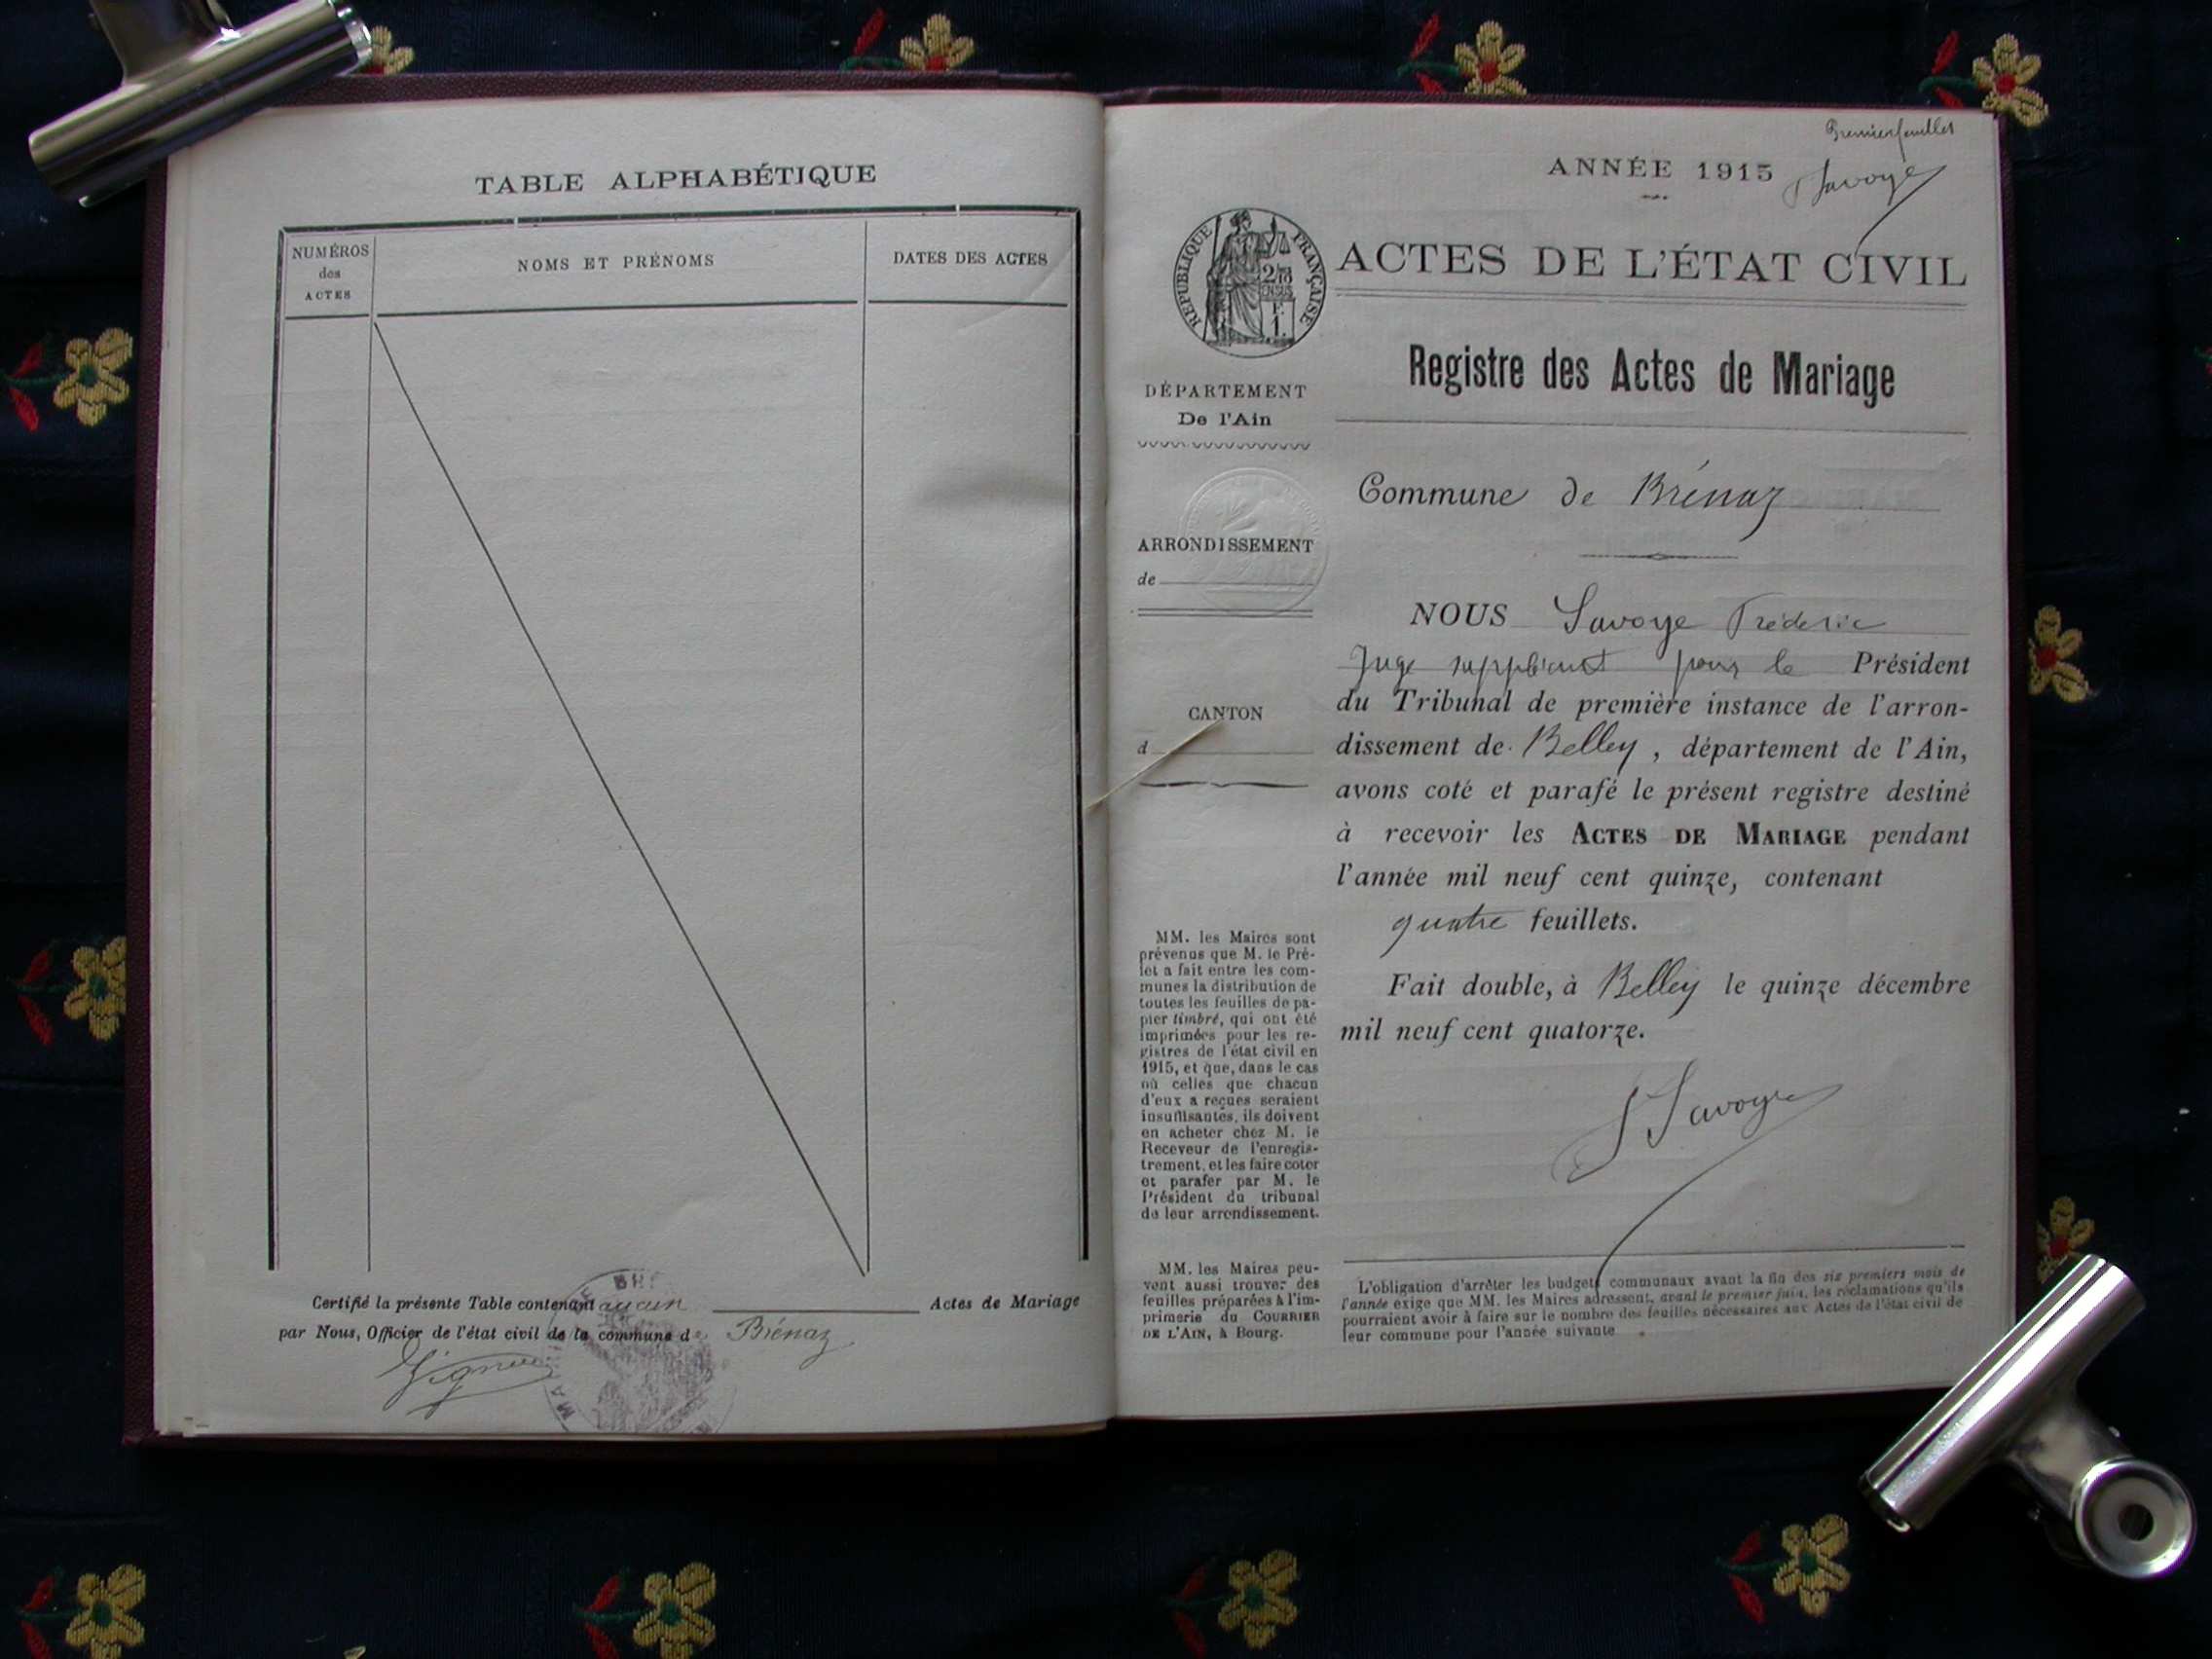 TABLE ALPHABÉTIQUE
NUMÉROS
des
ACTES
NOMS ET PRÉNOMS
DATES DES ACTES
Certifié la présente Table contenant aucun Actes de Mariage
par Nous, Officier de l'état civil de la commune d Brénaz
Premier feuillet
ANNÉE 1915
Savoye
RÉPUBLIQUE FRANÇAISE
ACTES DE L'ÉTAT CIVIL
Registre des Actes de Mariage
DÉPARTEMENT
De l'Ain
Commune de Brénaz
ARRONDISSEMENT
de
CANTON
d
NOUS Savoye Fréderic
Juge suppléant pour le Président
du Tribunal de première instance de l'arron-
dissement de Belley, département de l'Ain,
avons coté et parafé le présent registre destiné
à recevoir les ACTES DE MARIAGE pendant
l'année mil neuf cent quinze, contenant
quatre feuillets.
Fait double, à Belley le quinze décembre
mil neuf cent quatorze.
Savoye
MM. les Maires sont
prévenus que M. le Pré-
fet a fait entre les com-
munes la distribution de
toutes les feuilles de pa-
pier timbré, qui ont été
imprimées pour les re-
gistres de l'état civil en
1915, et que, dans le cas
où celles que chacun
d'eux a reçues seraient
insuffisantes, ils doivent
en acheter chez M. le
Receveur de l'enregis-
trement, et les faire coter
et parafer par M. le
Président du tribunal
de leur arrondissement.
MM. les Maires peu-
vent aussi trouver des
feuilles préparées à l'im-
primerie du COURRIER
DE L'AIN, à Bourg.
L'obligation d'arrêter les budgets communaux avant la fin des six premiers mois de
l'année exige que MM. les Maires adressent, avant le premier juin, les réclamations qu'ils
pourraient avoir à faire sur le nombre des feuilles nécessaires aux Actes de l'état civil de
leur commune pour l'année suivante